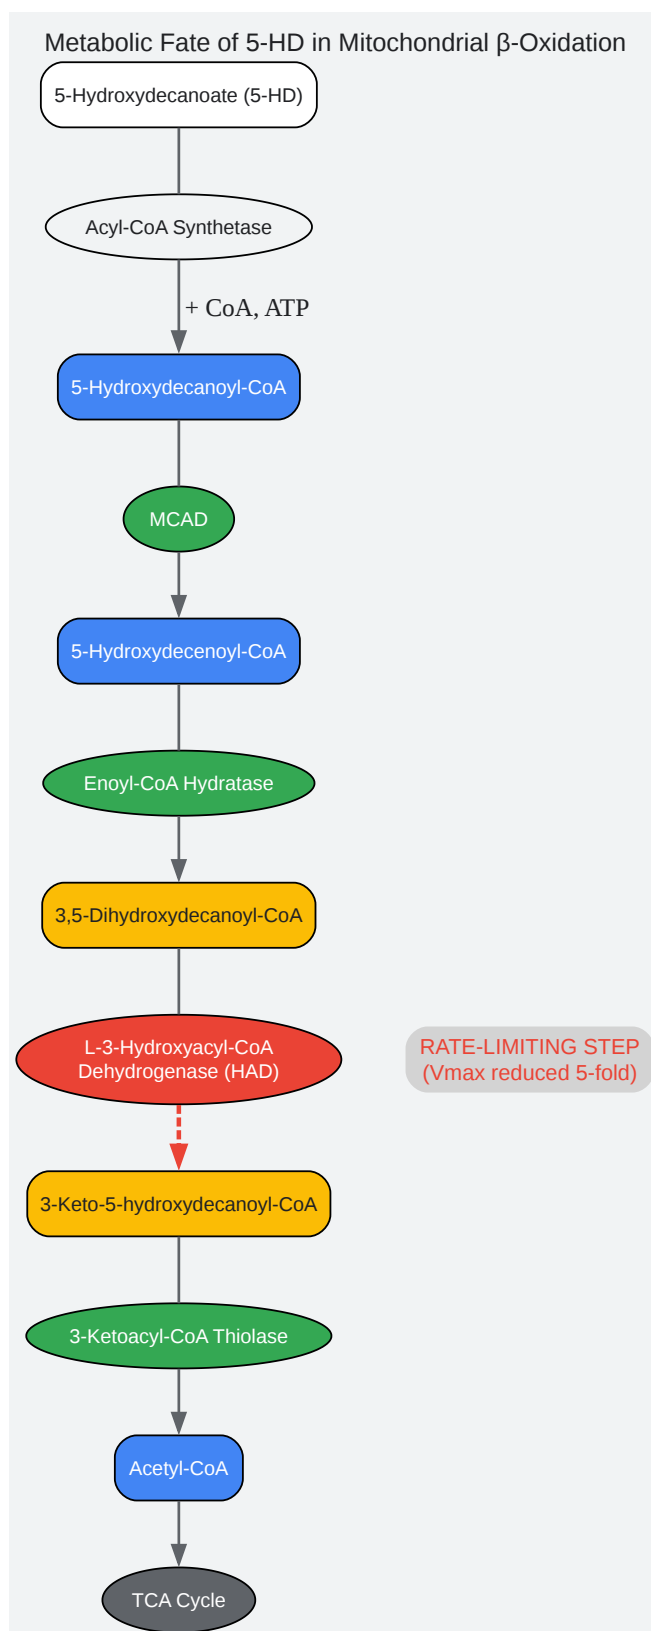 Metabolic Fate of 5-HD in Mitochondrial β-Oxidation
5-Hydroxydecanoate (5-HD)
Acyl-CoA Synthetase
+ CoA, ATP
5-Hydroxydecanoyl-CoA
MCAD
5-Hydroxydecenoyl-CoA
Enoyl-CoA Hydratase
3,5-Dihydroxydecanoyl-CoA
L-3-Hydroxyacyl-CoA
Dehydrogenase (HAD)
RATE-LIMITING STEP
(Vmax reduced 5-fold)
3-Keto-5-hydroxydecanoyl-CoA
3-Ketoacyl-CoA Thiolase
Acetyl-CoA
TCA Cycle